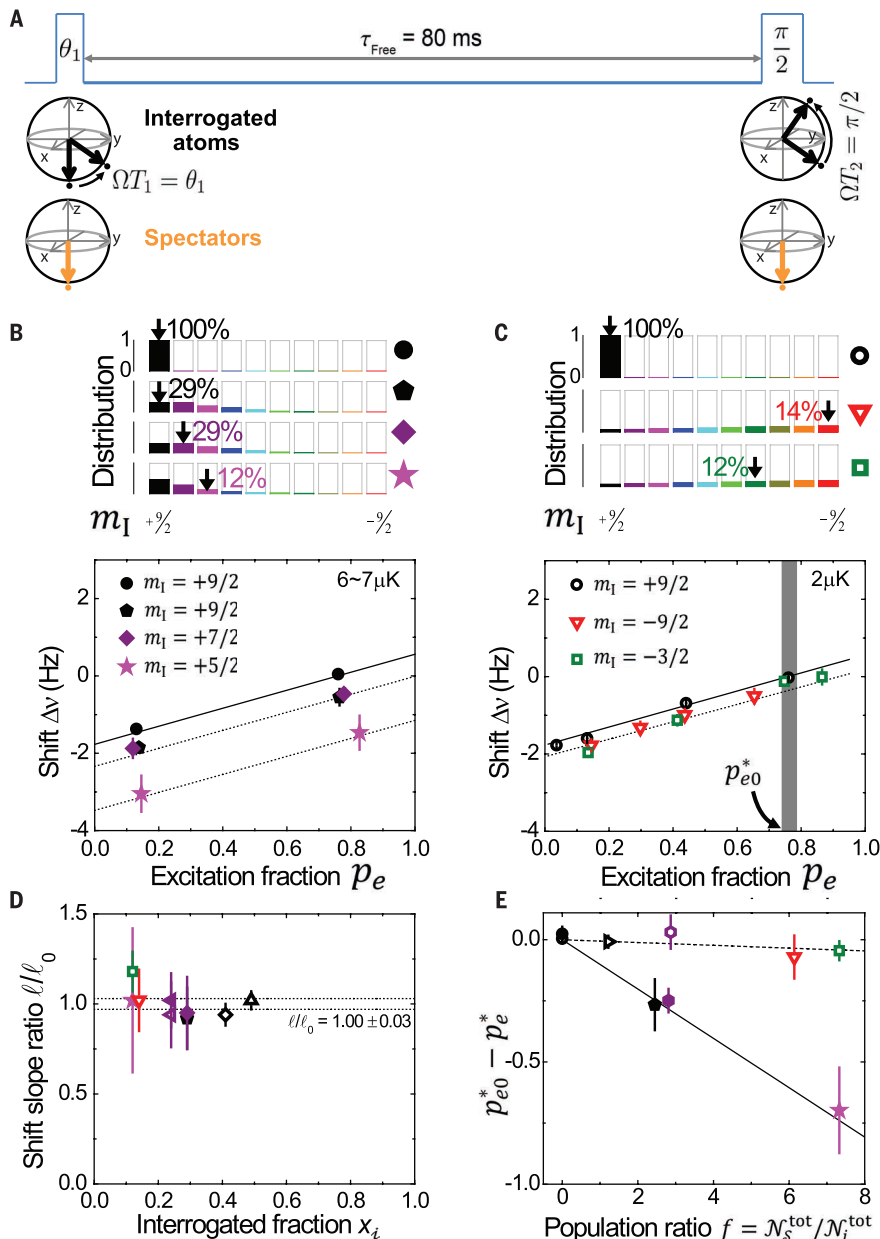 A
θ₁
τFree = 80 ms
π/2
z
y
x
Interrogated atoms
ΩT₁ = θ₁
z
y
x
ΩT₂ = π/2
z
y
x
Spectators
z
y
x
B
Distribution
1
0
100%
29%
29%
12%
mI
+9/2
−9/2
C
Distribution
1
0
100%
14%
12%
mI
+9/2
−9/2
Shift Δν (Hz)
2
0
-2
-4
6~7μK
mI = +9/2
mI = +9/2
mI = +7/2
mI = +5/2
0.0 0.2 0.4 0.6 0.8 1.0
Excitation fraction pe
Shift Δν (Hz)
2
0
-2
-4
2μK
mI = +9/2
mI = −9/2
mI = −3/2
p*e0
0.0 0.2 0.4 0.6 0.8 1.0
Excitation fraction pe
D
Shift slope ratio ℓ/ℓ0
1.5
1.0
0.5
0.0
ℓ/ℓ0 = 1.00 ± 0.03
0.0 0.2 0.4 0.6 0.8 1.0
Interrogated fraction xi
E
p*e0 − p*e
0.0
-0.5
-1.0
0 2 4 6 8
Population ratio f = 𝒩s^tot/𝒩i^tot